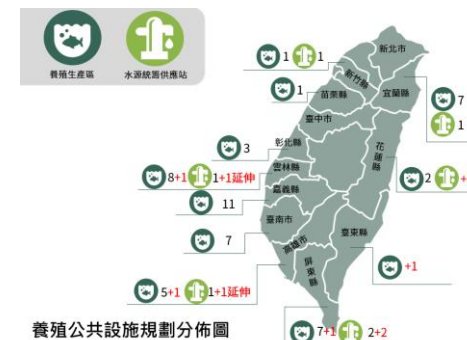 養殖生產區
水源統籌供應站
新北市
1 1
新竹縣
1
苗栗縣
宜蘭縣
7
1
臺中市
3
彰化縣
花蓮縣
雲林縣
8+1 1+1延伸
2 +
嘉義縣
11
臺南市
7
高雄市
臺東縣
屏東縣
+1
5+1 1+1延伸
養殖公共設施規劃分佈圖
7+1 2+2